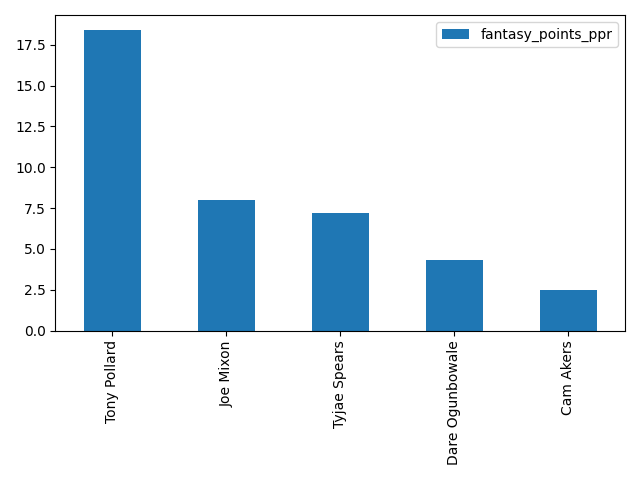 fantasy_points_ppr
17.5
15.0
12.5
10.0
7.5
5.0
2.5
0.0
Tony Pollard
Joe Mixon
Tyjae Spears
Dare Ogunbowale
Cam Akers